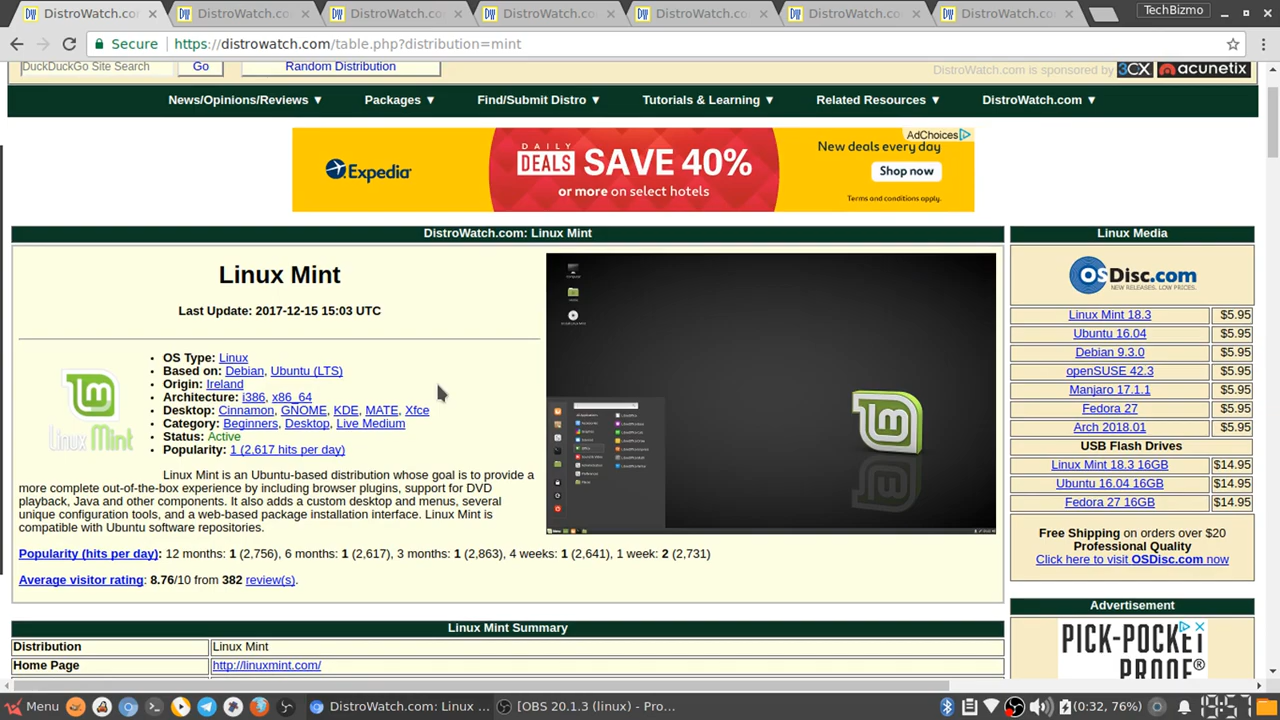 DistroWatch.co
DistroWatch.co
DistroWatch.co
DistroWatch.co
DistroWatch.co
DistroWatch.co
DistroWatch.co
TechBizmo
Secure
https://distrowatch.com/table.php?distribution=mint
DuckDuckGo Site Search
Go
Random Distribution
DistroWatch.com is sponsored by 3CX acunetix
News/Opinions/Reviews ▼
Packages ▼
Find/Submit Distro ▼
Tutorials & Learning ▼
Related Resources ▼
DistroWatch.com ▼
AdChoices
Expedia
DAILY
DEALS
SAVE 40%
or more on select hotels
New deals every day
Shop now
Terms and conditions apply.
DistroWatch.com: Linux Mint
Linux Mint
Last Update: 2017-12-15 15:03 UTC
Linux Mint
• OS Type: Linux
• Based on: Debian, Ubuntu (LTS)
• Origin: Ireland
• Architecture: i386, x86_64
• Desktop: Cinnamon, GNOME, KDE, MATE, Xfce
• Category: Beginners, Desktop, Live Medium
• Status: Active
• Popularity: 1 (2,617 hits per day)
Linux Mint is an Ubuntu-based distribution whose goal is to provide a
more complete out-of-the-box experience by including browser plugins, support for DVD
playback, Java and other components. It also adds a custom desktop and menus, several
unique configuration tools, and a web-based package installation interface. Linux Mint is
compatible with Ubuntu software repositories.
Popularity (hits per day): 12 months: 1 (2,756), 6 months: 1 (2,617), 3 months: 1 (2,863), 4 weeks: 1 (2,641), 1 week: 2 (2,731)
Average visitor rating: 8.76/10 from 382 review(s).
Linux Mint Summary
Distribution Linux Mint
Home Page http://linuxmint.com/
Linux Media
OSDisc.com
NEW RELEASES. LOW PRICES.
Linux Mint 18.3 $5.95
Ubuntu 16.04 $5.95
Debian 9.3.0 $5.95
openSUSE 42.3 $5.95
Manjaro 17.1.1 $5.95
Fedora 27 $5.95
Arch 2018.01 $5.95
USB Flash Drives
Linux Mint 18.3 16GB $14.95
Ubuntu 16.04 16GB $14.95
Fedora 27 16GB $14.95
Free Shipping on orders over $20
Professional Quality
Click here to visit OSDisc.com now
Advertisement
PICK-POCKET
PROOF®
Menu
DistroWatch.com: Linux ...
[OBS 20.1.3 (linux) - Pro...
(0:32, 76%)
19:57